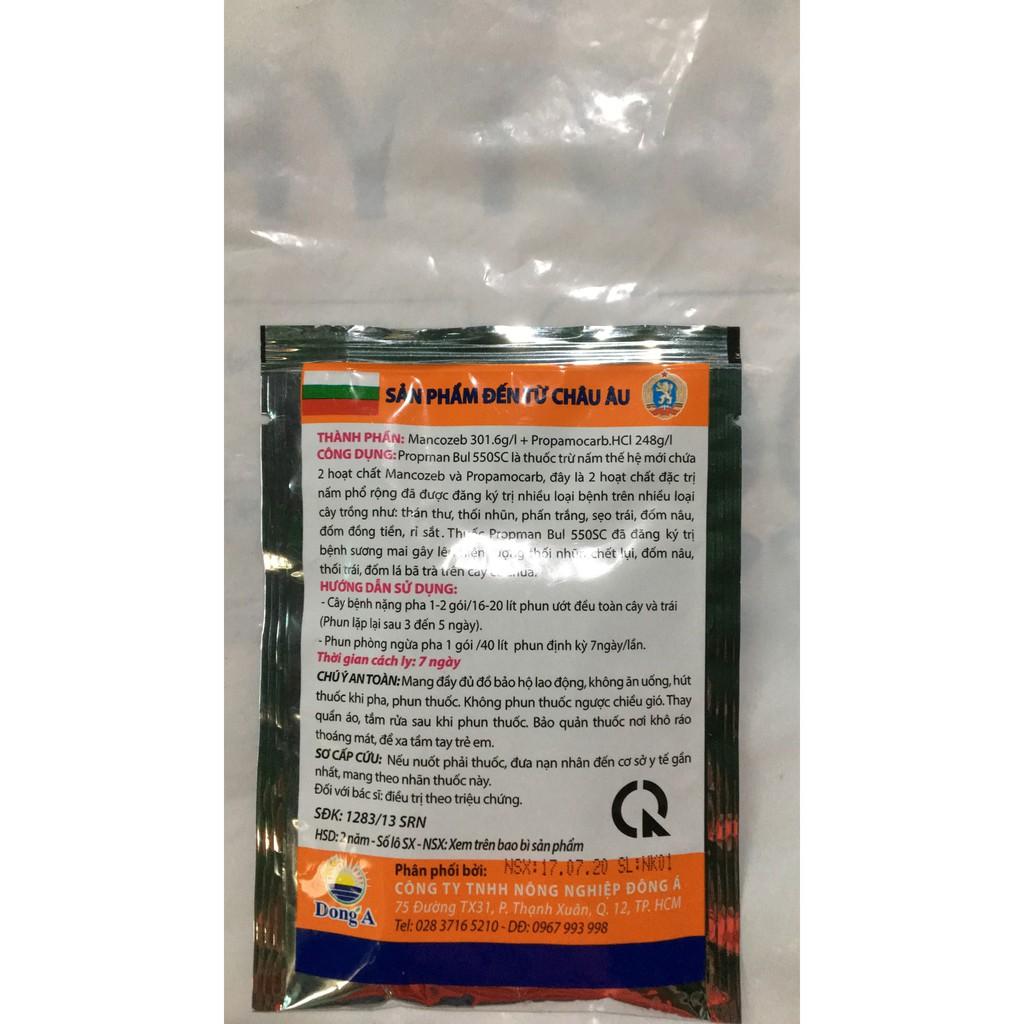 SẢN PHẨM ĐẾN TỪ CHÂU ÂU
THÀNH PHẦN: Mancozeb 301.6g/l + Propamocarb.HCl 248g/l
CÔNG DỤNG: Propman Bul 550SC là thuốc trừ nấm thế hệ mới chứa
2 hoạt chất Mancozeb và Propamocarb, đây là 2 hoạt chất đặc trị
nấm phổ rộng đã được đăng ký trị nhiều loại bệnh trên nhiều loại
cây trồng như: thán thư, thối nhũn, phấn trắng, sẹo trái, đốm nâu,
đốm đồng tiền, rỉ sắt. Thuốc Propman Bul 550SC đã đăng ký trị
bệnh sương mai gây thối nhũn, chết lụi, đốm nâu,
thối trái, đốm lá bã trà trên cây cà chua.
HƯỚNG DẪN SỬ DỤNG:
- Cây bệnh nặng pha 1-2 gói/16-20 lít phun ướt đều toàn cây và trái
(Phun lặp lại sau 3 đến 5 ngày).
- Phun phòng ngừa pha 1 gói /40 lít phun định kỳ 7ngày/lần.
Thời gian cách ly: 7 ngày
CHÚ Ý AN TOÀN: Mang đầy đủ đồ bảo hộ lao động, không ăn uống, hút
thuốc khi pha, phun thuốc. Không phun thuốc ngược chiều gió. Thay
quần áo, tắm rửa sau khi phun thuốc. Bảo quản thuốc nơi khô ráo
thoáng mát, để xa tầm tay trẻ em.
SƠ CẤP CỨU: Nếu nuốt phải thuốc, đưa nạn nhân đến cơ sở y tế gần
nhất, mang theo nhãn thuốc này.
Đối với bác sĩ: điều trị theo triệu chứng.
SĐK: 1283/13 SRN
HSD: 2 năm - Số lô SX - NSX: Xem trên bao bì sản phẩm
Phân phối bởi: NSX:17.07.20 SL:NK01
CÔNG TY TNHH NÔNG NGHIỆP ĐÔNG Á
75 Đường TX31, P. Thạnh Xuân, Q. 12, TP. HCM
Tel: 028 3716 5210 - DĐ: 0967 993 998
Dong A